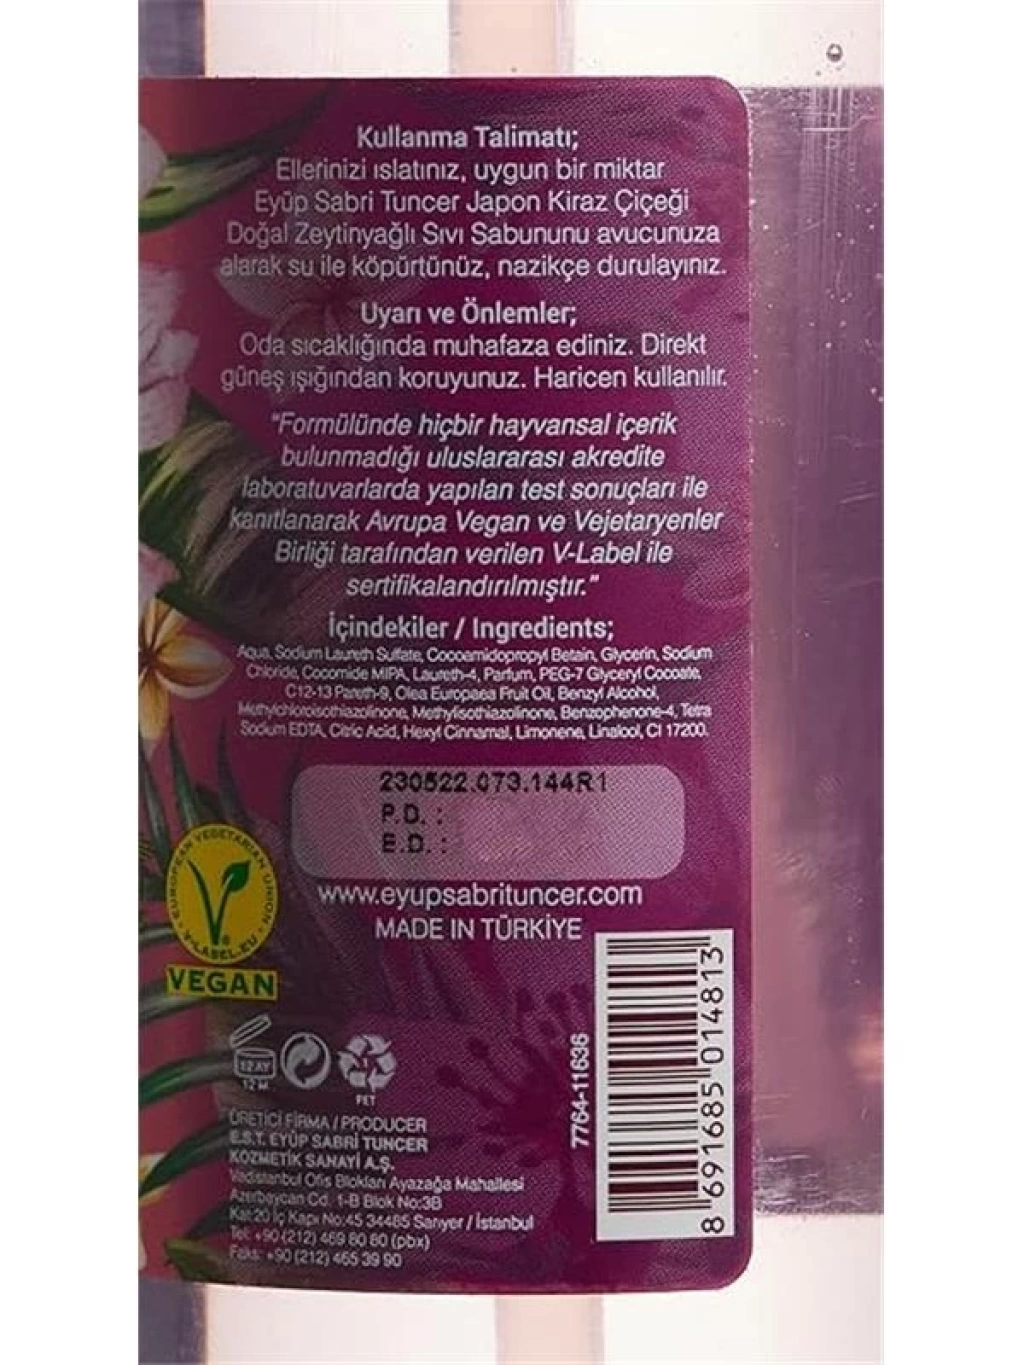 Kullanma Talimatı;
Ellerinizi ıslatınız, uygun bir miktar
Eyüp Sabri Tuncer Japon Kiraz Çiçeği
Doğal Zeytinyağlı Sıvı Sabununu avucunuza
alarak su ile köpürtünüz, nazikçe durulayınız.
Uyarı ve Önlemler;
Oda sıcaklığında muhafaza ediniz. Direkt
güneş ışığından koruyunuz. Haricen kullanılır.
"Formülünde hiçbir hayvansal içerik
bulunmadığı uluslararası akredite
laboratuvarlarda yapılan test sonuçları ile
kanıtlanarak Avrupa Vegan ve Vejetaryenler
Birliği tarafından verilen V-Label ile
sertifikalandırılmıştır."
İçindekiler / Ingredients;
Aqua, Sodium Laureth Sulfate, Cocoamidopropyl Betain, Glycerin, Sodium
Chloride, Cocomide MIPA, Laureth-4, Parfum, PEG-7 Glyceryl Cocoate,
C12-13 Pareth-9, Olea Europaea Fruit Oil, Benzyl Alcohol,
Methylchloroisothiazolinone, Methylisothiazolinone, Benzophenone-4, Tetra
Sodium EDTA, Citric Acid, Hexyl Cinnamal, Limonene, Linalool, CI 17200.
230522.073.144R1
P.D. :
E.D. :
www.eyupsabrituncer.com
MADE IN TÜRKİYE
EUROPEAN VEGETARIAN UNION
V-LABEL.EU
VEGAN
12 AY
12 M
1
PET
ÜRETİCİ FİRMA / PRODUCER
E.S.T. EYÜP SABRİ TUNCER
KOZMETİK SANAYİ A.Ş.
Vadistanbul Ofis Blokları Ayazağa Mahallesi
Azerbaycan Cd. 1-B Blok No:3B
Kat:20 İç Kapı No:45 34485 Sarıyer / İstanbul
Tel: +90 (212) 469 80 80 (pbx)
Faks: +90 (212) 465 39 90
7764-11636
8 691685 014813